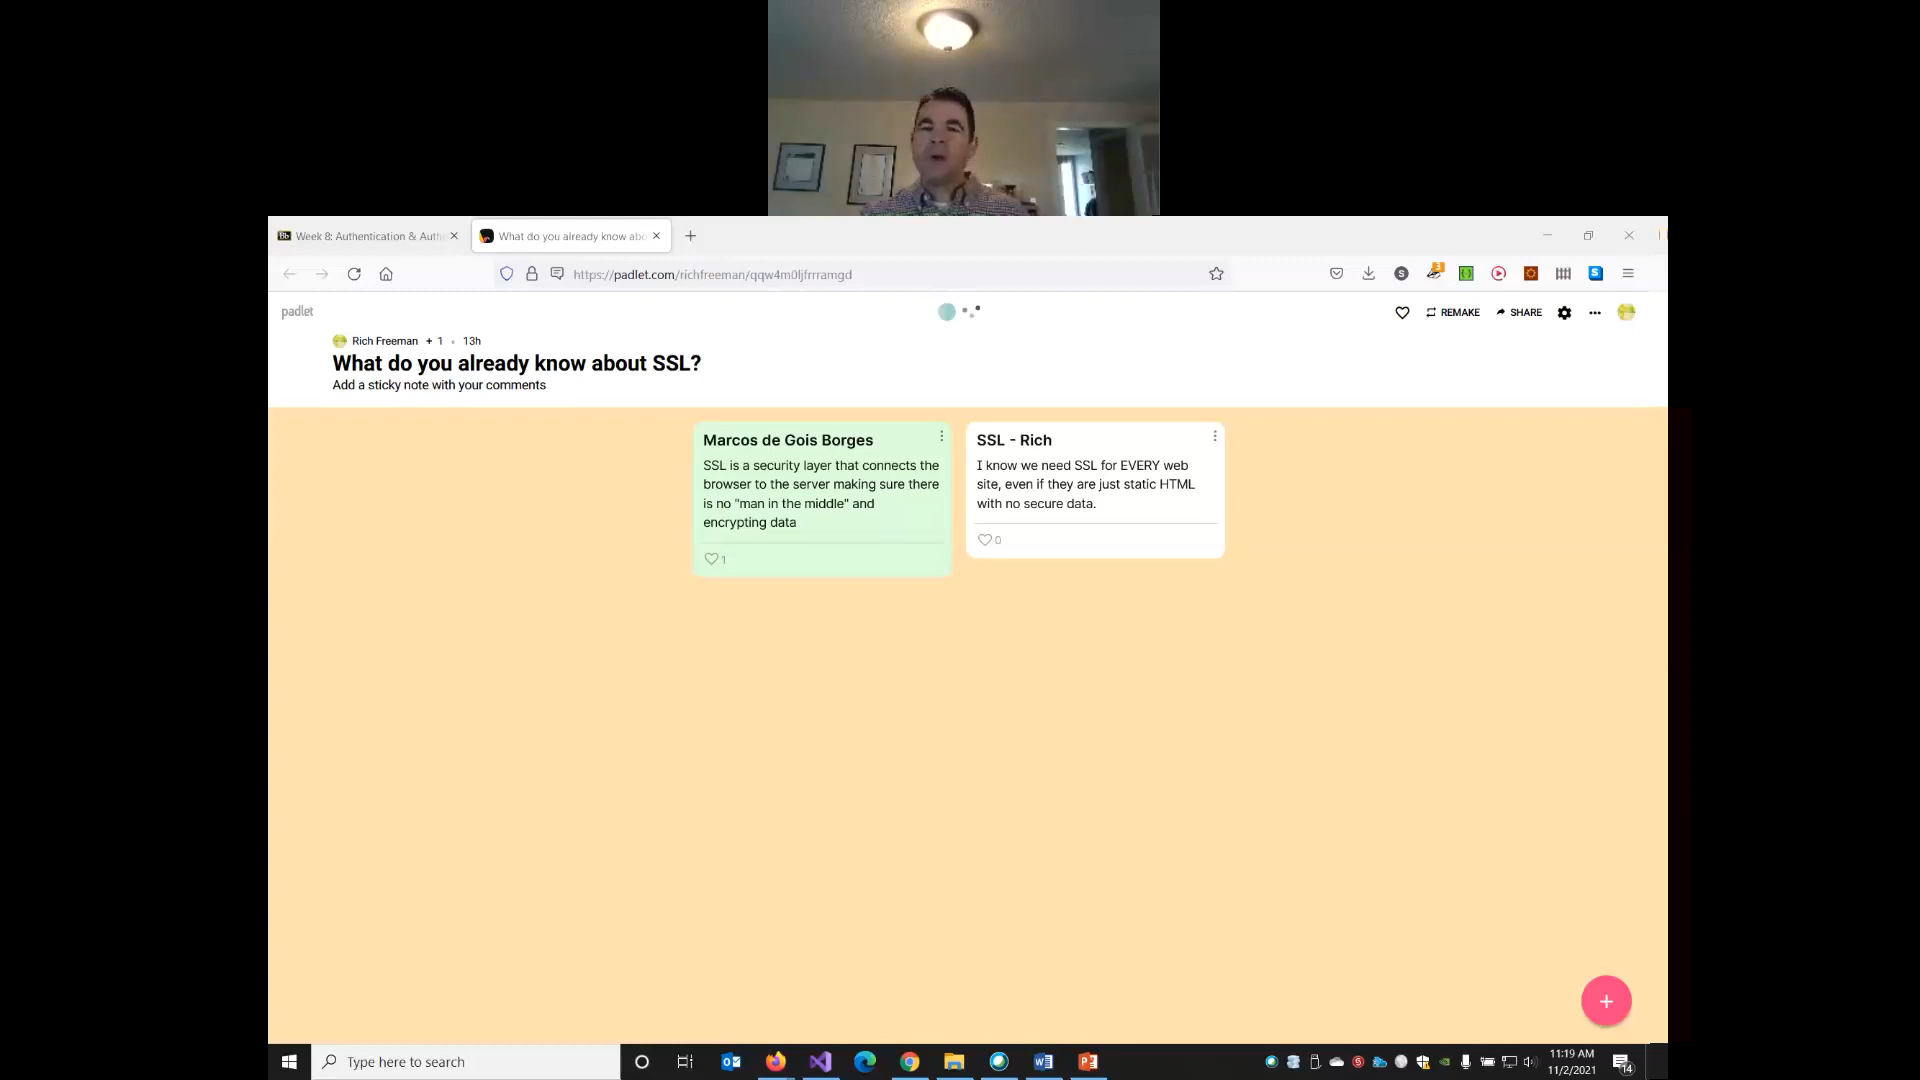 Week 8: Authentication & Auth
What do you already know abo
https://padlet.com/richfreeman/qqw4m0ljfrrramgd
padlet
REMAKE
SHARE
Rich Freeman + 1 • 13h
What do you already know about SSL?
Add a sticky note with your comments
Marcos de Gois Borges
SSL is a security layer that connects the
browser to the server making sure there
is no "man in the middle" and
encrypting data
1
SSL - Rich
I know we need SSL for EVERY web
site, even if they are just static HTML
with no secure data.
0
Type here to search
11:19 AM
11/2/2021
14